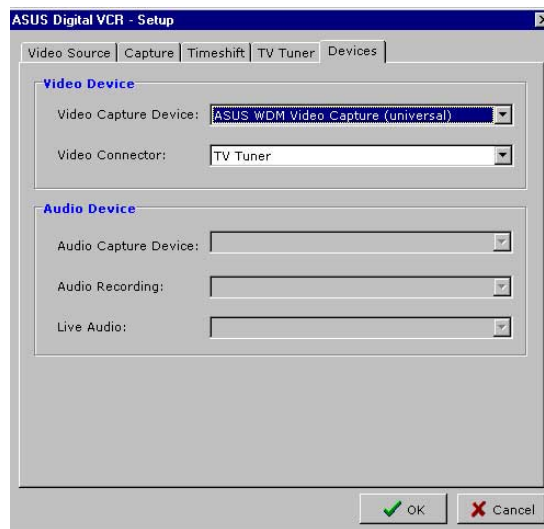 ASUS Digital VCR - Setup
Video Source Capture Timeshift TV Tuner Devices
Video Device
Video Capture Device: ASUS WDM Video Capture (universal)
Video Connector: TV Tuner
Audio Device
Audio Capture Device:
Audio Recording:
Live Audio:
OK Cancel